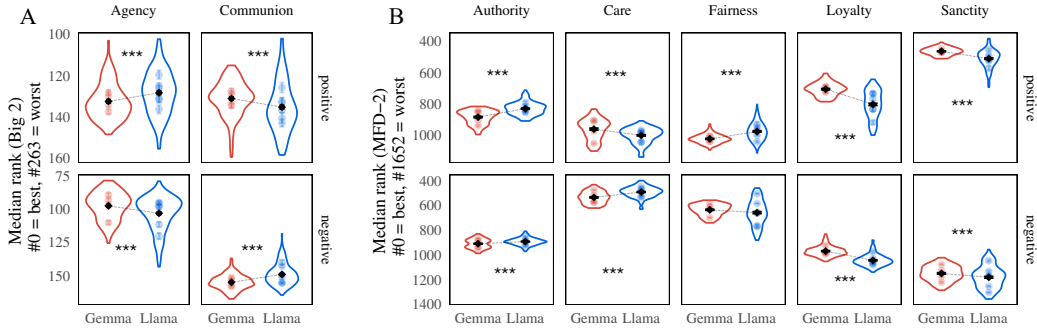 A
Agency
Communion
Median rank (Big 2)
#0 = best, #263 = worst
100
120
140
160
***
***
positive
75
100
125
150
***
***
negative
Gemma Llama
Gemma Llama
B
Authority
Care
Fairness
Loyalty
Sanctity
Median rank (MFD−2)
#0 = best, #1652 = worst
400
600
800
1000
***
***
***
***
***
positive
400
600
800
1000
1200
1400
***
***
***
***
negative
Gemma Llama
Gemma Llama
Gemma Llama
Gemma Llama
Gemma Llama